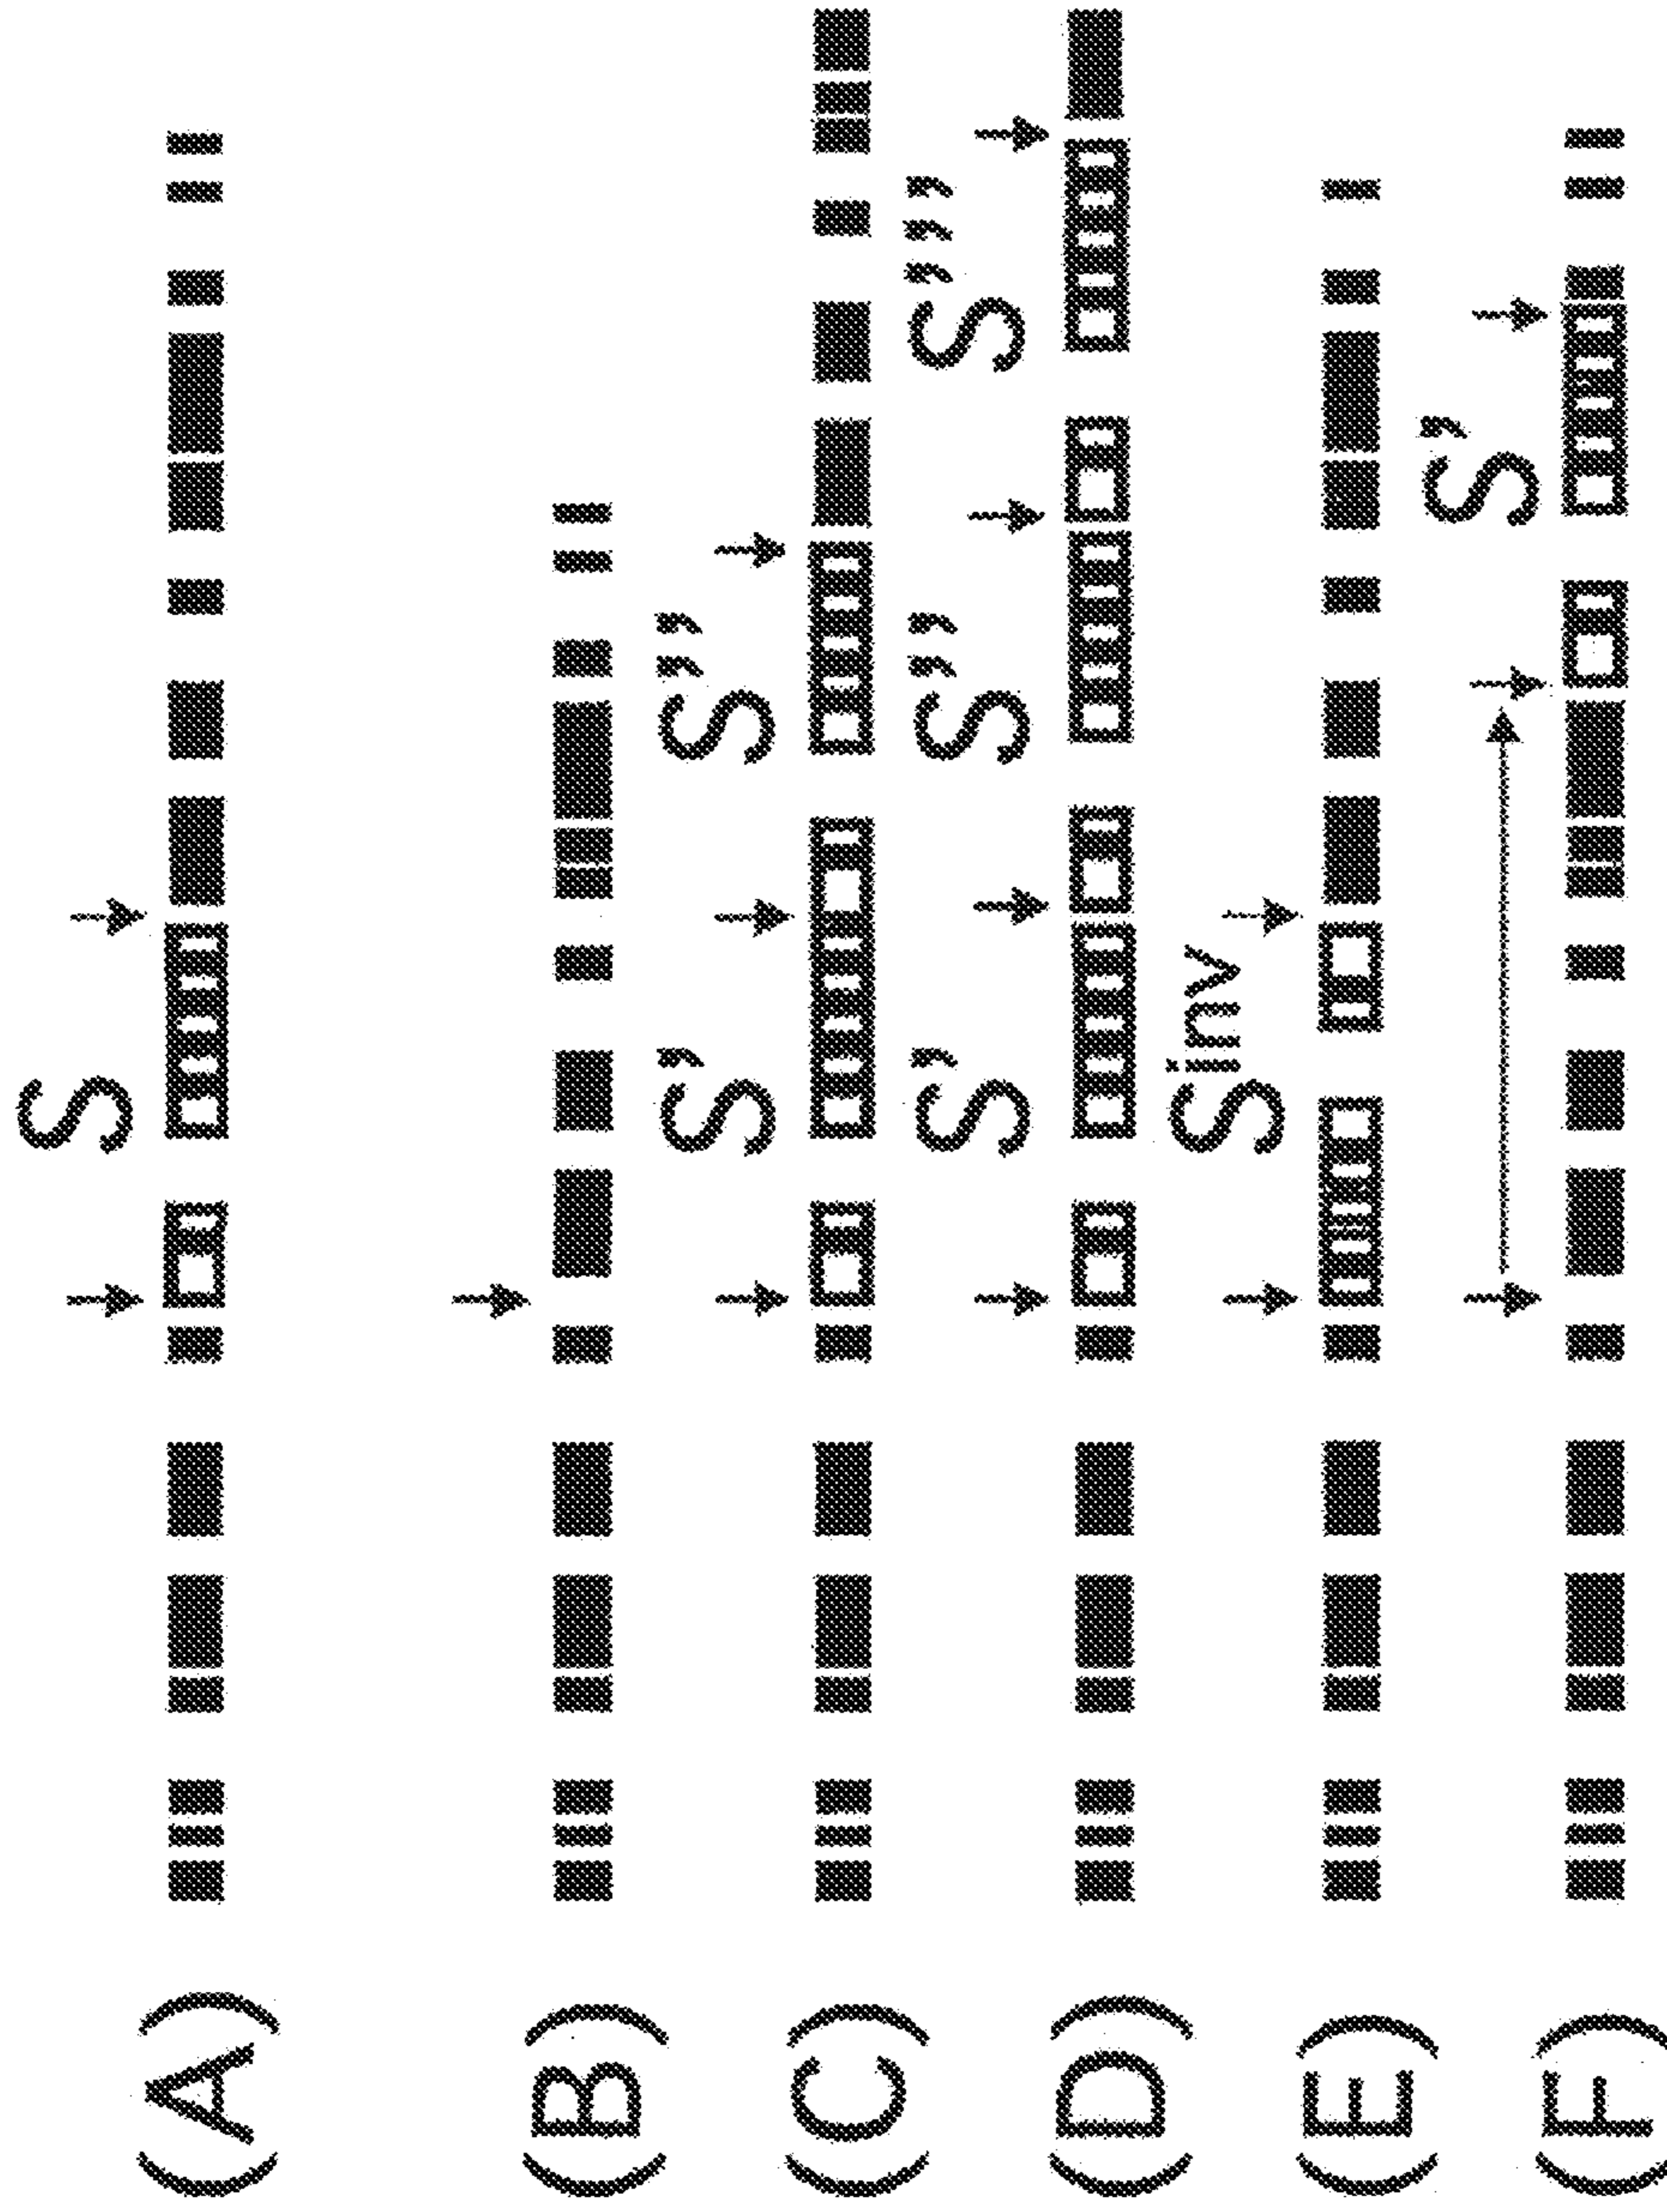 (A) S
(B)
(C) S’ S’’
(D) S’ S’’ S’’’
(E) Sinv
(F) S’